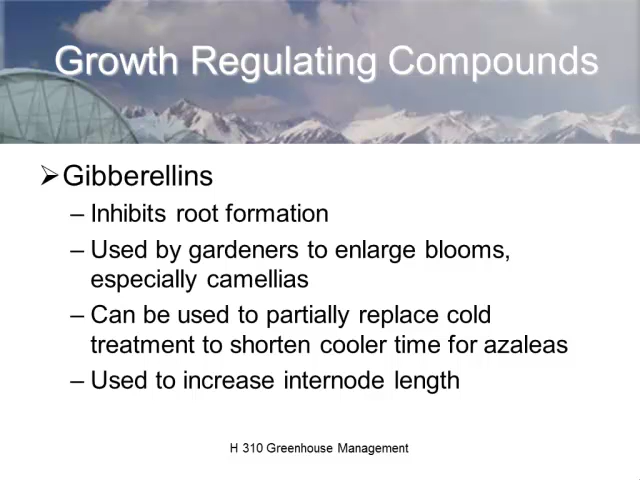 Growth Regulating Compounds
➢Gibberellins
– Inhibits root formation
– Used by gardeners to enlarge blooms,
especially camellias
– Can be used to partially replace cold
treatment to shorten cooler time for azaleas
– Used to increase internode length
H 310 Greenhouse Management